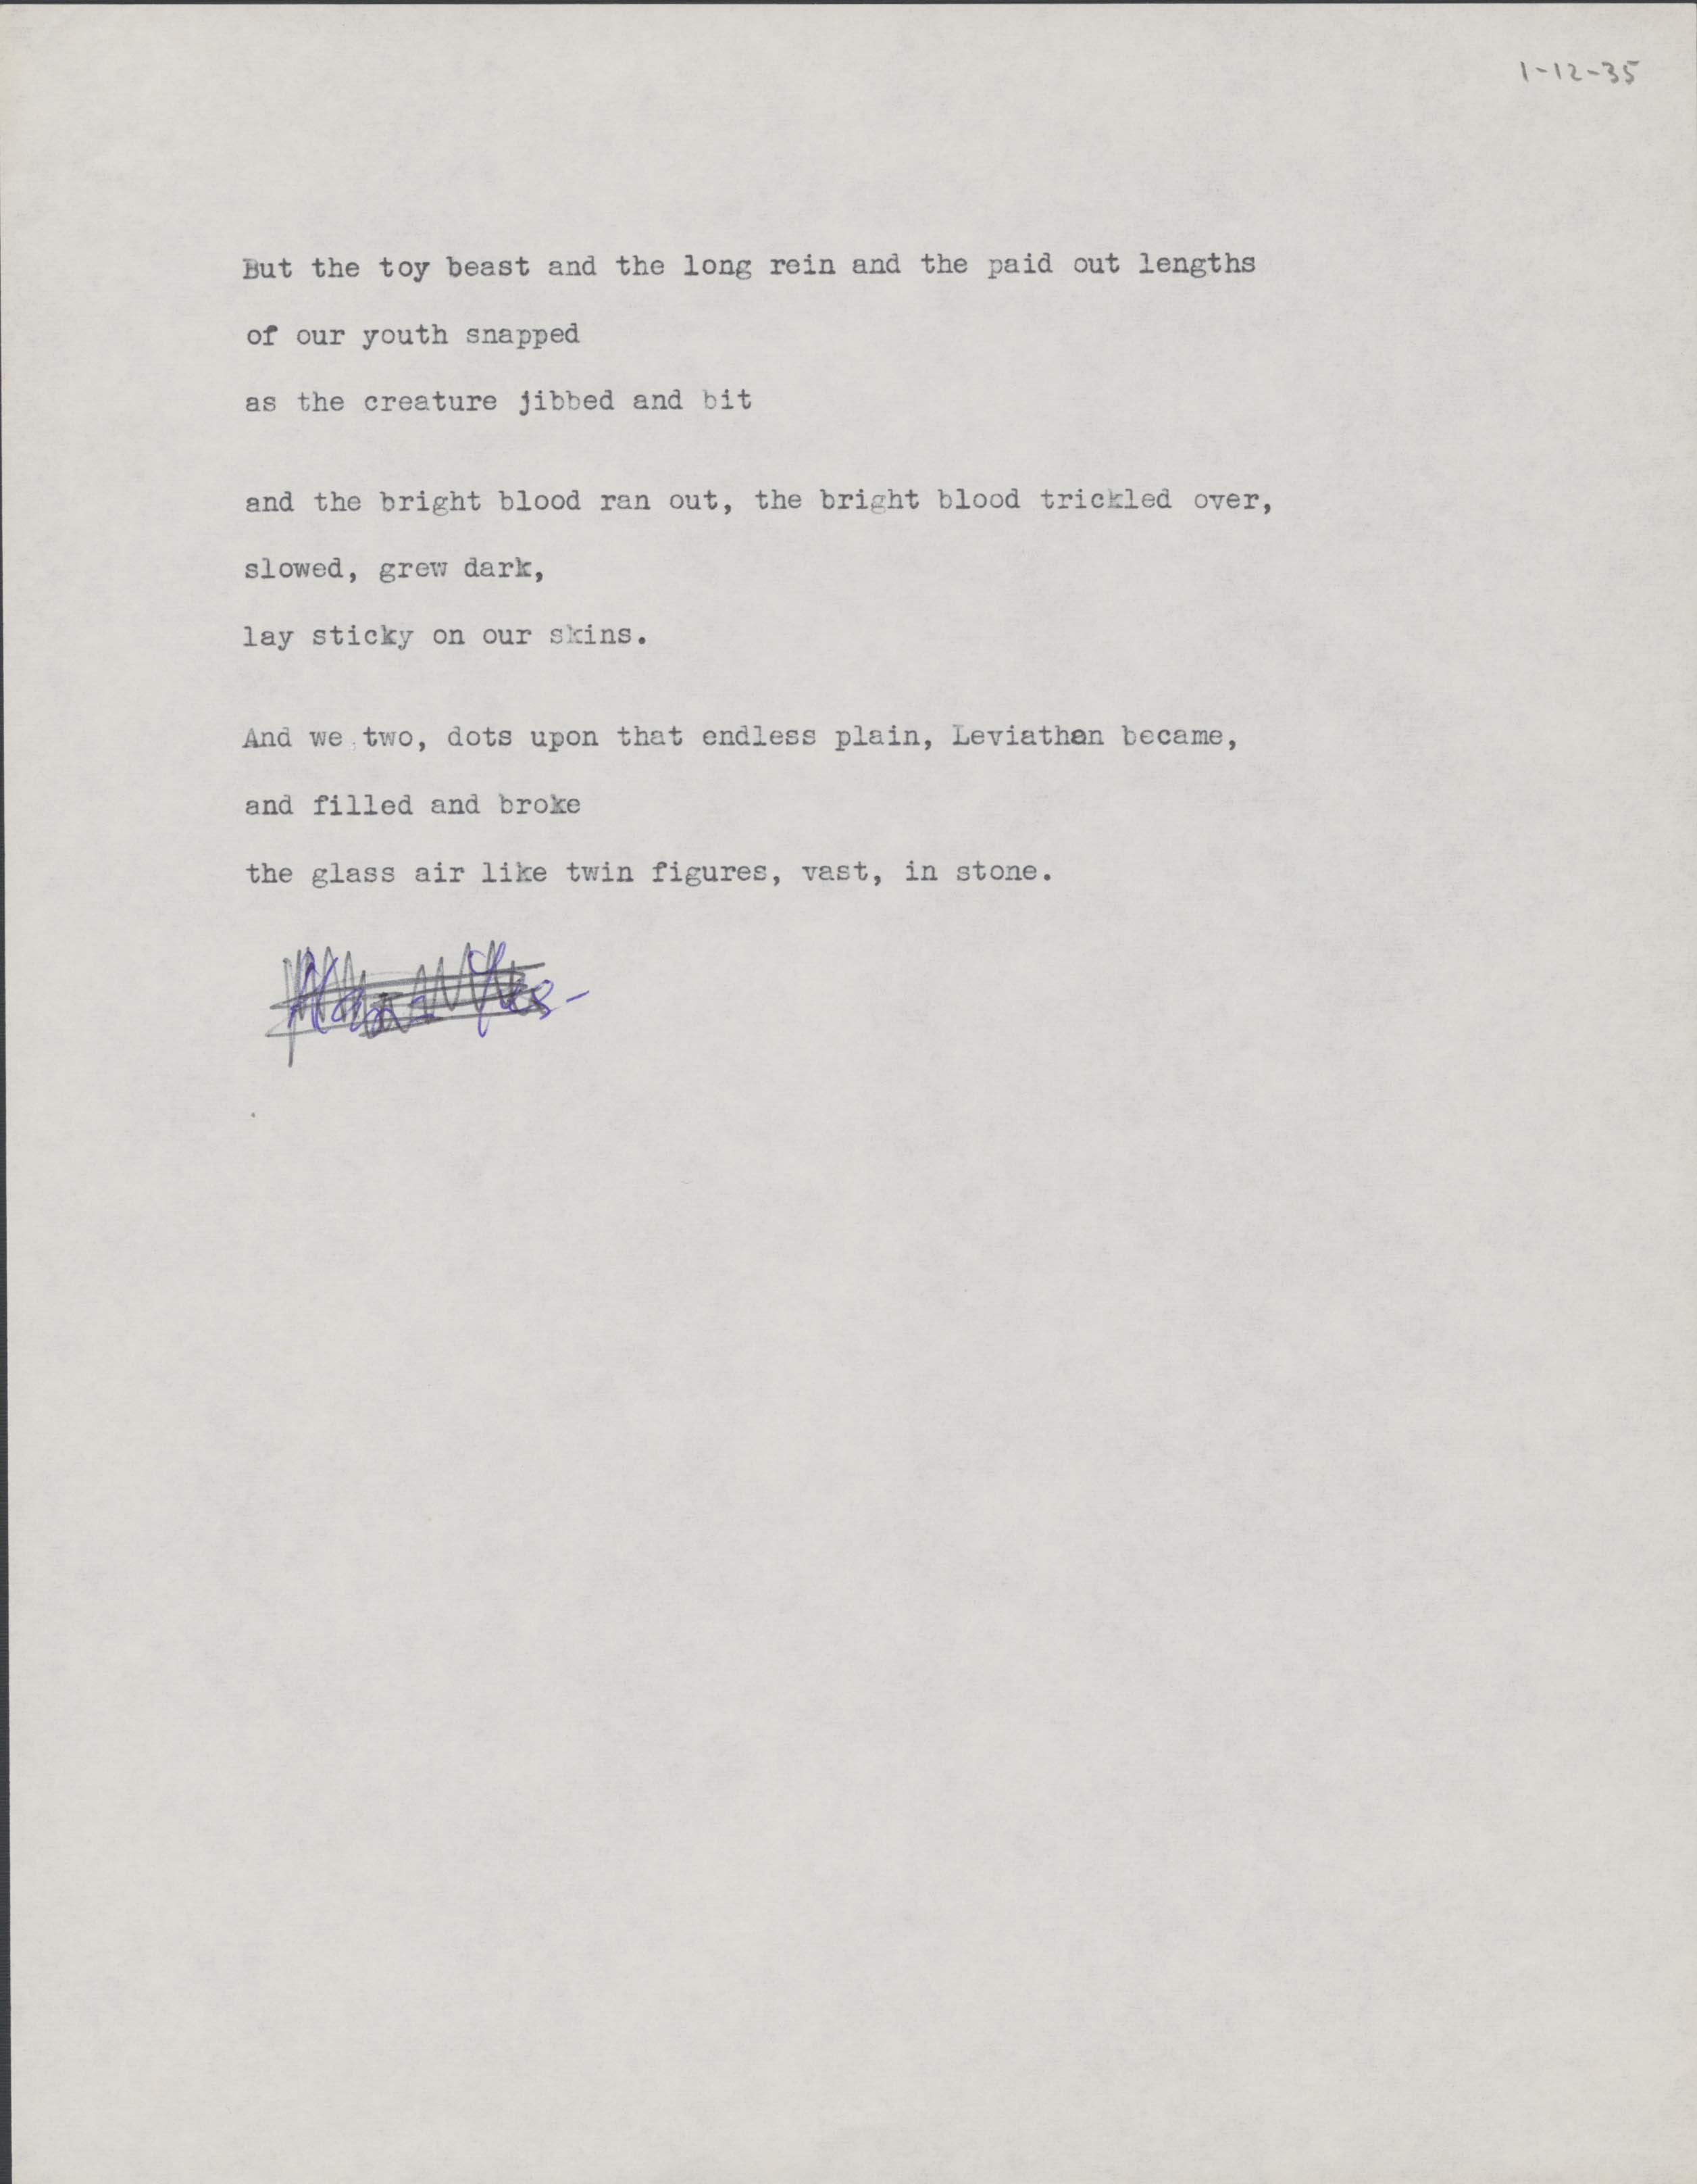 1-12-35
But the toy beast and the long rein and the paid out lengths
of our youth snapped
as the creature jibbed and bit
and the bright blood ran out, the bright blood trickled over,
slowed, grew dark,
lay sticky on our skins.
And we two, dots upon that endless plain, Leviathan became,
and filled and broke
the glass air like twin figures, vast, in stone.